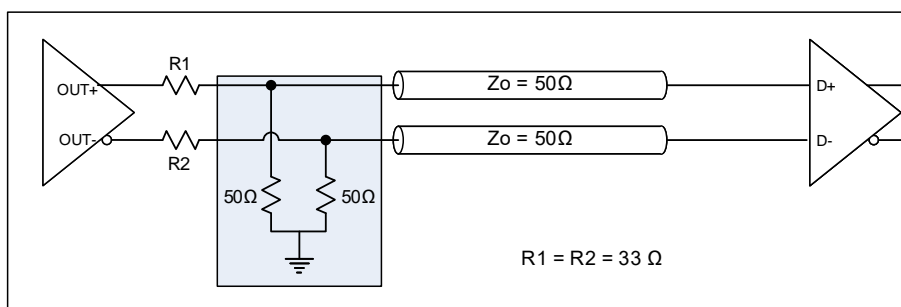 R1
OUT+
Zo = 50Ω
D+
OUT-
Zo = 50Ω
D-
R2
50Ω
50Ω
R1 = R2 = 33 Ω